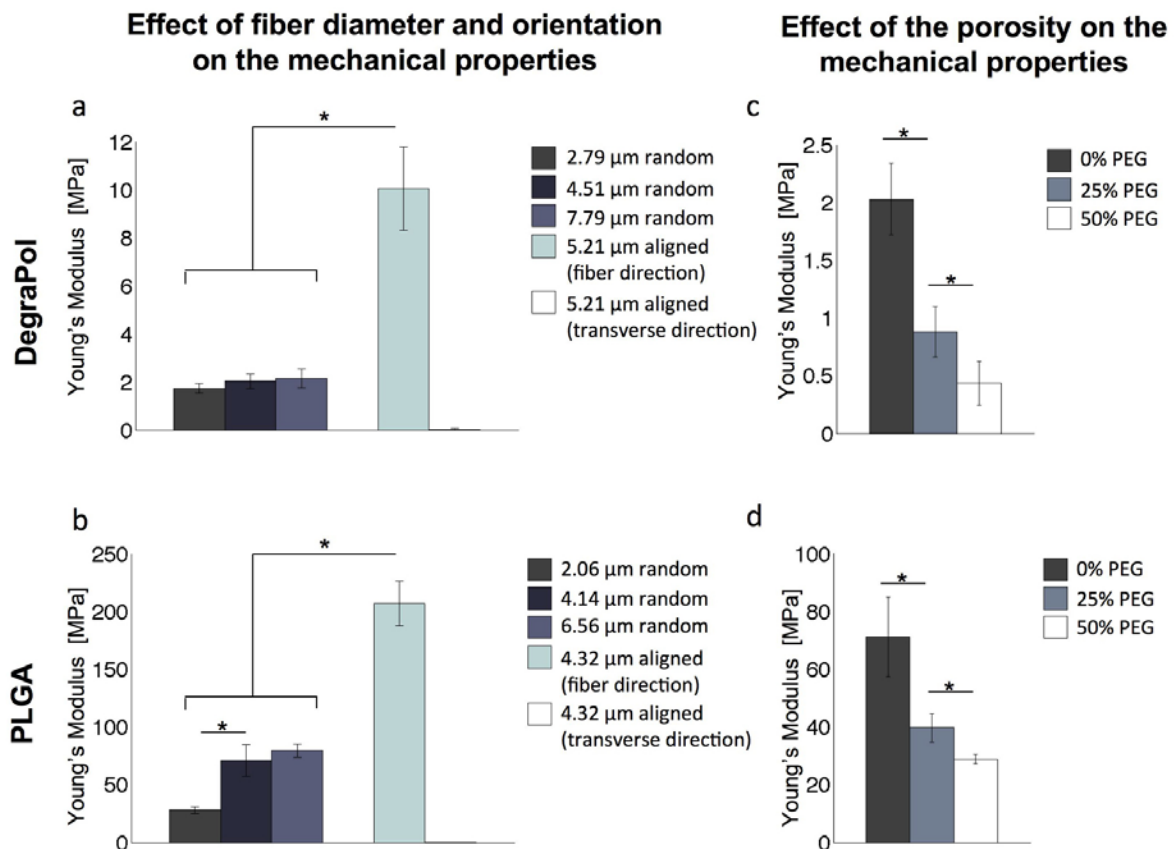 Effect of fiber diameter and orientation
on the mechanical properties
Effect of the porosity on the
mechanical properties
DegraPol
a
Young's Modulus [MPa]
12
10
8
6
4
2
0
*
2.79 µm random
4.51 µm random
7.79 µm random
5.21 µm aligned
(fiber direction)
5.21 µm aligned
(transverse direction)
c
Young's Modulus [MPa]
2.5
2
1.5
1
0.5
0
*
*
0% PEG
25% PEG
50% PEG
PLGA
b
Young's Modulus [MPa]
250
200
150
100
50
0
*
*
2.06 µm random
4.14 µm random
6.56 µm random
4.32 µm aligned
(fiber direction)
4.32 µm aligned
(transverse direction)
d
Young's Modulus [MPa]
100
80
60
40
20
0
*
*
0% PEG
25% PEG
50% PEG